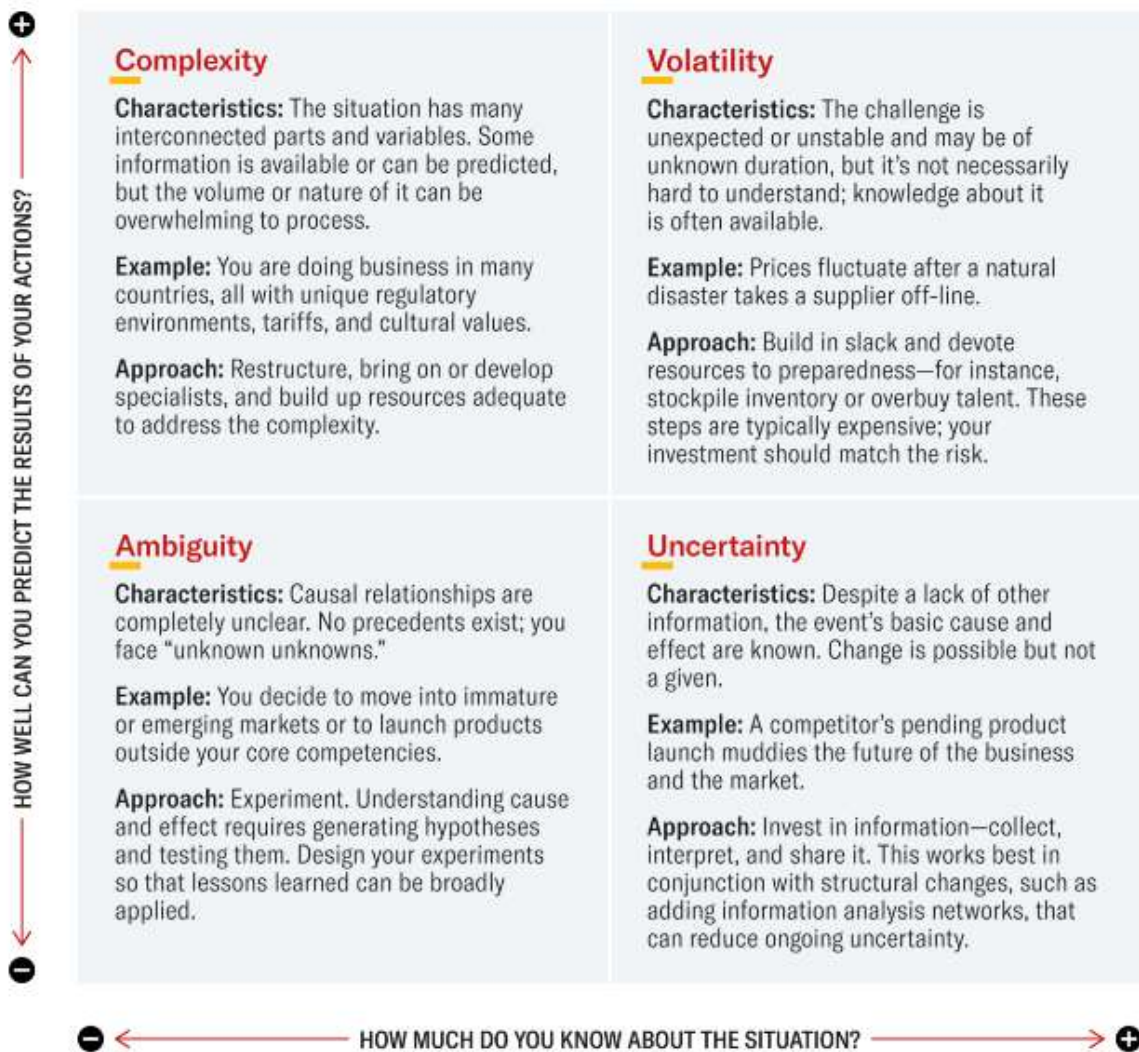 HOW WELL CAN YOU PREDICT THE RESULTS OF YOUR ACTIONS?
Complexity
Characteristics: The situation has many
interconnected parts and variables. Some
information is available or can be predicted,
but the volume or nature of it can be
overwhelming to process.
Example: You are doing business in many
countries, all with unique regulatory
environments, tariffs, and cultural values.
Approach: Restructure, bring on or develop
specialists, and build up resources adequate
to address the complexity.
Volatility
Characteristics: The challenge is
unexpected or unstable and may be of
unknown duration, but it's not necessarily
hard to understand; knowledge about it
is often available.
Example: Prices fluctuate after a natural
disaster takes a supplier off-line.
Approach: Build in slack and devote
resources to preparedness—for instance,
stockpile inventory or overbuy talent. These
steps are typically expensive; your
investment should match the risk.
Ambiguity
Characteristics: Causal relationships are
completely unclear. No precedents exist; you
face “unknown unknowns.”
Example: You decide to move into immature
or emerging markets or to launch products
outside your core competencies.
Approach: Experiment. Understanding cause
and effect requires generating hypotheses
and testing them. Design your experiments
so that lessons learned can be broadly
applied.
Uncertainty
Characteristics: Despite a lack of other
information, the event's basic cause and
effect are known. Change is possible but not
a given.
Example: A competitor's pending product
launch muddies the future of the business
and the market.
Approach: Invest in information—collect,
interpret, and share it. This works best in
conjunction with structural changes, such as
adding information analysis networks, that
can reduce ongoing uncertainty.
HOW MUCH DO YOU KNOW ABOUT THE SITUATION?